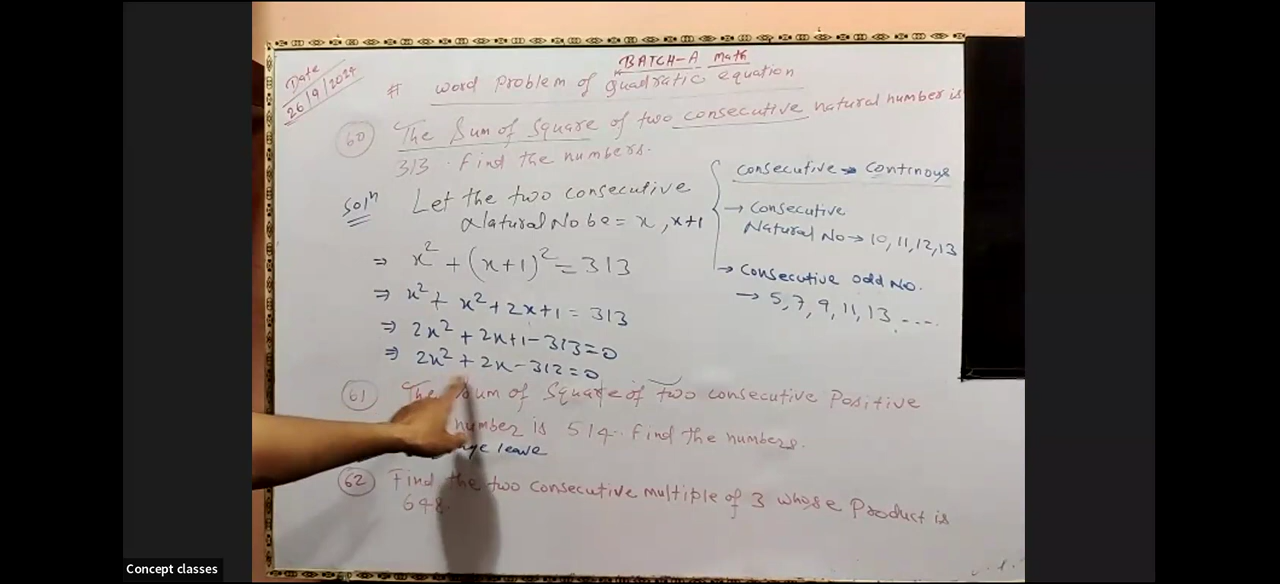 Date
26/9/2024
BATCH-A Math
# word problem of quadratic equation
60 The Sum of Square of two consecutive natural number is
313. Find the numbers.
Solⁿ Let the two consecutive
Natural No be = x, x+1
⇒ x² + (x+1)² = 313
⇒ x² + x² + 2x+1 = 313
⇒ 2x² + 2x+1-313=0
⇒ 2x² + 2x-312=0
consecutive → continous
→ Consecutive
Natural No → 10, 11, 12, 13
→ Consecutive odd No.
→ 5, 7, 9, 11, 13, ....
61 The Sum of Square of two consecutive Positive
number is 514. Find the numbers.
leave
62 Find the two consecutive multiple of 3 whose Product is
648.
Concept classes